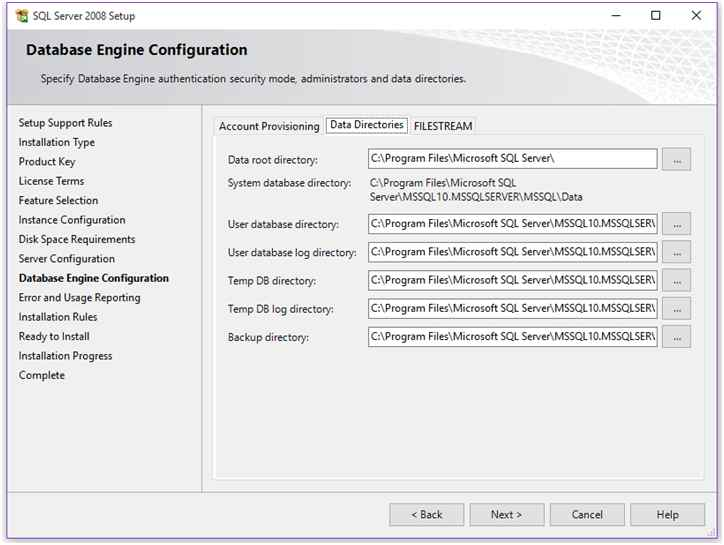 SQL Server 2008 Setup
Database Engine Configuration
Specify Database Engine authentication security mode, administrators and data directories.
Setup Support Rules
Installation Type
Product Key
License Terms
Feature Selection
Instance Configuration
Disk Space Requirements
Server Configuration
Database Engine Configuration
Error and Usage Reporting
Installation Rules
Ready to Install
Installation Progress
Complete
Account Provisioning Data Directories FILESTREAM
Data root directory: C:\Program Files\Microsoft SQL Server\ ...
System database directory: C:\Program Files\Microsoft SQL
Server\MSSQL10.MSSQLSERVER\MSSQL\Data
User database directory: C:\Program Files\Microsoft SQL Server\MSSQL10.MSSQLSER\ ...
User database log directory: C:\Program Files\Microsoft SQL Server\MSSQL10.MSSQLSER\ ...
Temp DB directory: C:\Program Files\Microsoft SQL Server\MSSQL10.MSSQLSER\ ...
Temp DB log directory: C:\Program Files\Microsoft SQL Server\MSSQL10.MSSQLSER\ ...
Backup directory: C:\Program Files\Microsoft SQL Server\MSSQL10.MSSQLSER\ ...
< Back Next > Cancel Help